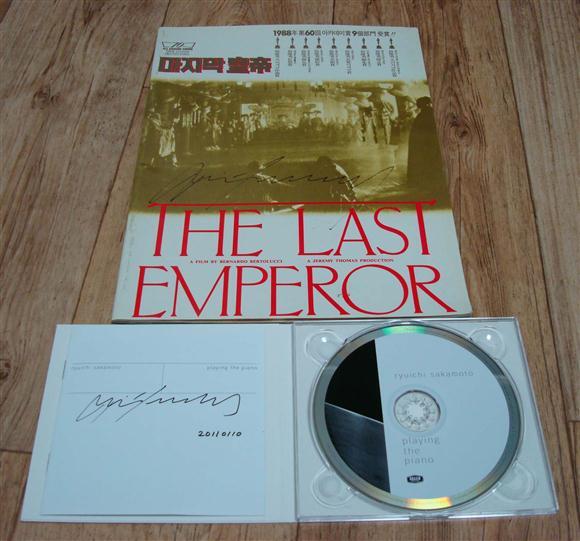 1988年 第60回 아카데미賞 9個部門 受賞!!
마지막 皇帝
THE LAST
A FILM BY BERNARDO BERTOLUCCI A JEREMY THOMAS PRODUCTION
EMPEROR
ryuichi sakamoto playing the piano
20110110
ryuichi sakamoto
playing
the
piano